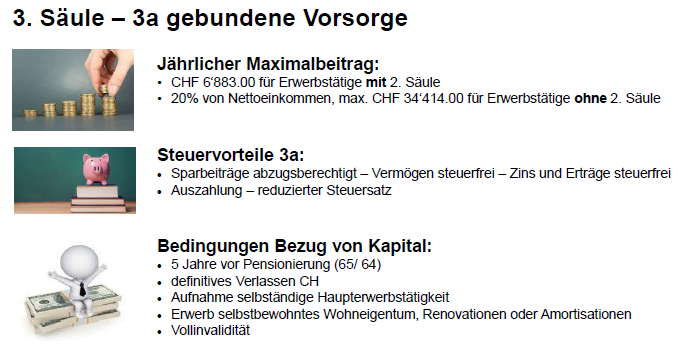 3. Säule – 3a gebundene Vorsorge
Jährlicher Maximalbeitrag:
• CHF 6‘883.00 für Erwerbstätige mit 2. Säule
• 20% von Nettoeinkommen, max. CHF 34‘414.00 für Erwerbstätige ohne 2. Säule
Steuervorteile 3a:
• Sparbeiträge abzugsberechtigt – Vermögen steuerfrei – Zins und Erträge steuerfrei
• Auszahlung – reduzierter Steuersatz
Bedingungen Bezug von Kapital:
• 5 Jahre vor Pensionierung (65/ 64)
• definitives Verlassen CH
• Aufnahme selbständige Haupterwerbstätigkeit
• Erwerb selbstbewohntes Wohneigentum, Renovationen oder Amortisationen
• Vollinvalidität